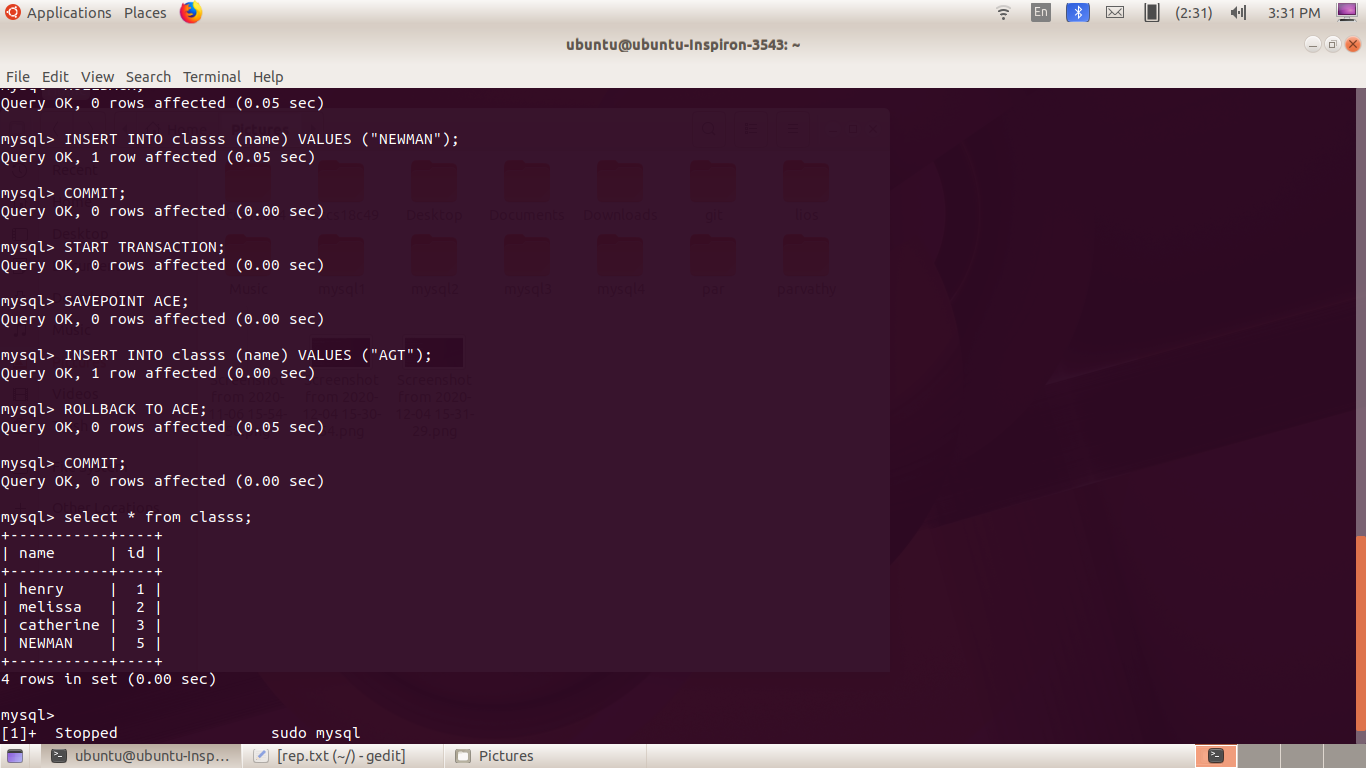 Applications Places En (2:31) 3:31 PM
ubuntu@ubuntu-Inspiron-3543: ~
File Edit View Search Terminal Help
Query OK, 0 rows affected (0.05 sec)
mysql> INSERT INTO classs (name) VALUES ("NEWMAN");
Query OK, 1 row affected (0.05 sec)
mysql> COMMIT;
Query OK, 0 rows affected (0.00 sec)
mysql> START TRANSACTION;
Query OK, 0 rows affected (0.00 sec)
mysql> SAVEPOINT ACE;
Query OK, 0 rows affected (0.00 sec)
mysql> INSERT INTO classs (name) VALUES ("AGT");
Query OK, 1 row affected (0.00 sec)
mysql> ROLLBACK TO ACE;
Query OK, 0 rows affected (0.05 sec)
mysql> COMMIT;
Query OK, 0 rows affected (0.00 sec)
mysql> select * from classs;
+-----------+----+
| name      | id |
+-----------+----+
| henry     |  1 |
| melissa   |  2 |
| catherine |  3 |
| NEWMAN    |  5 |
+-----------+----+
4 rows in set (0.00 sec)
mysql>
[1]+  Stopped                 sudo mysql
ubuntu@ubuntu-Insp... [rep.txt (~/) - gedit] Pictures